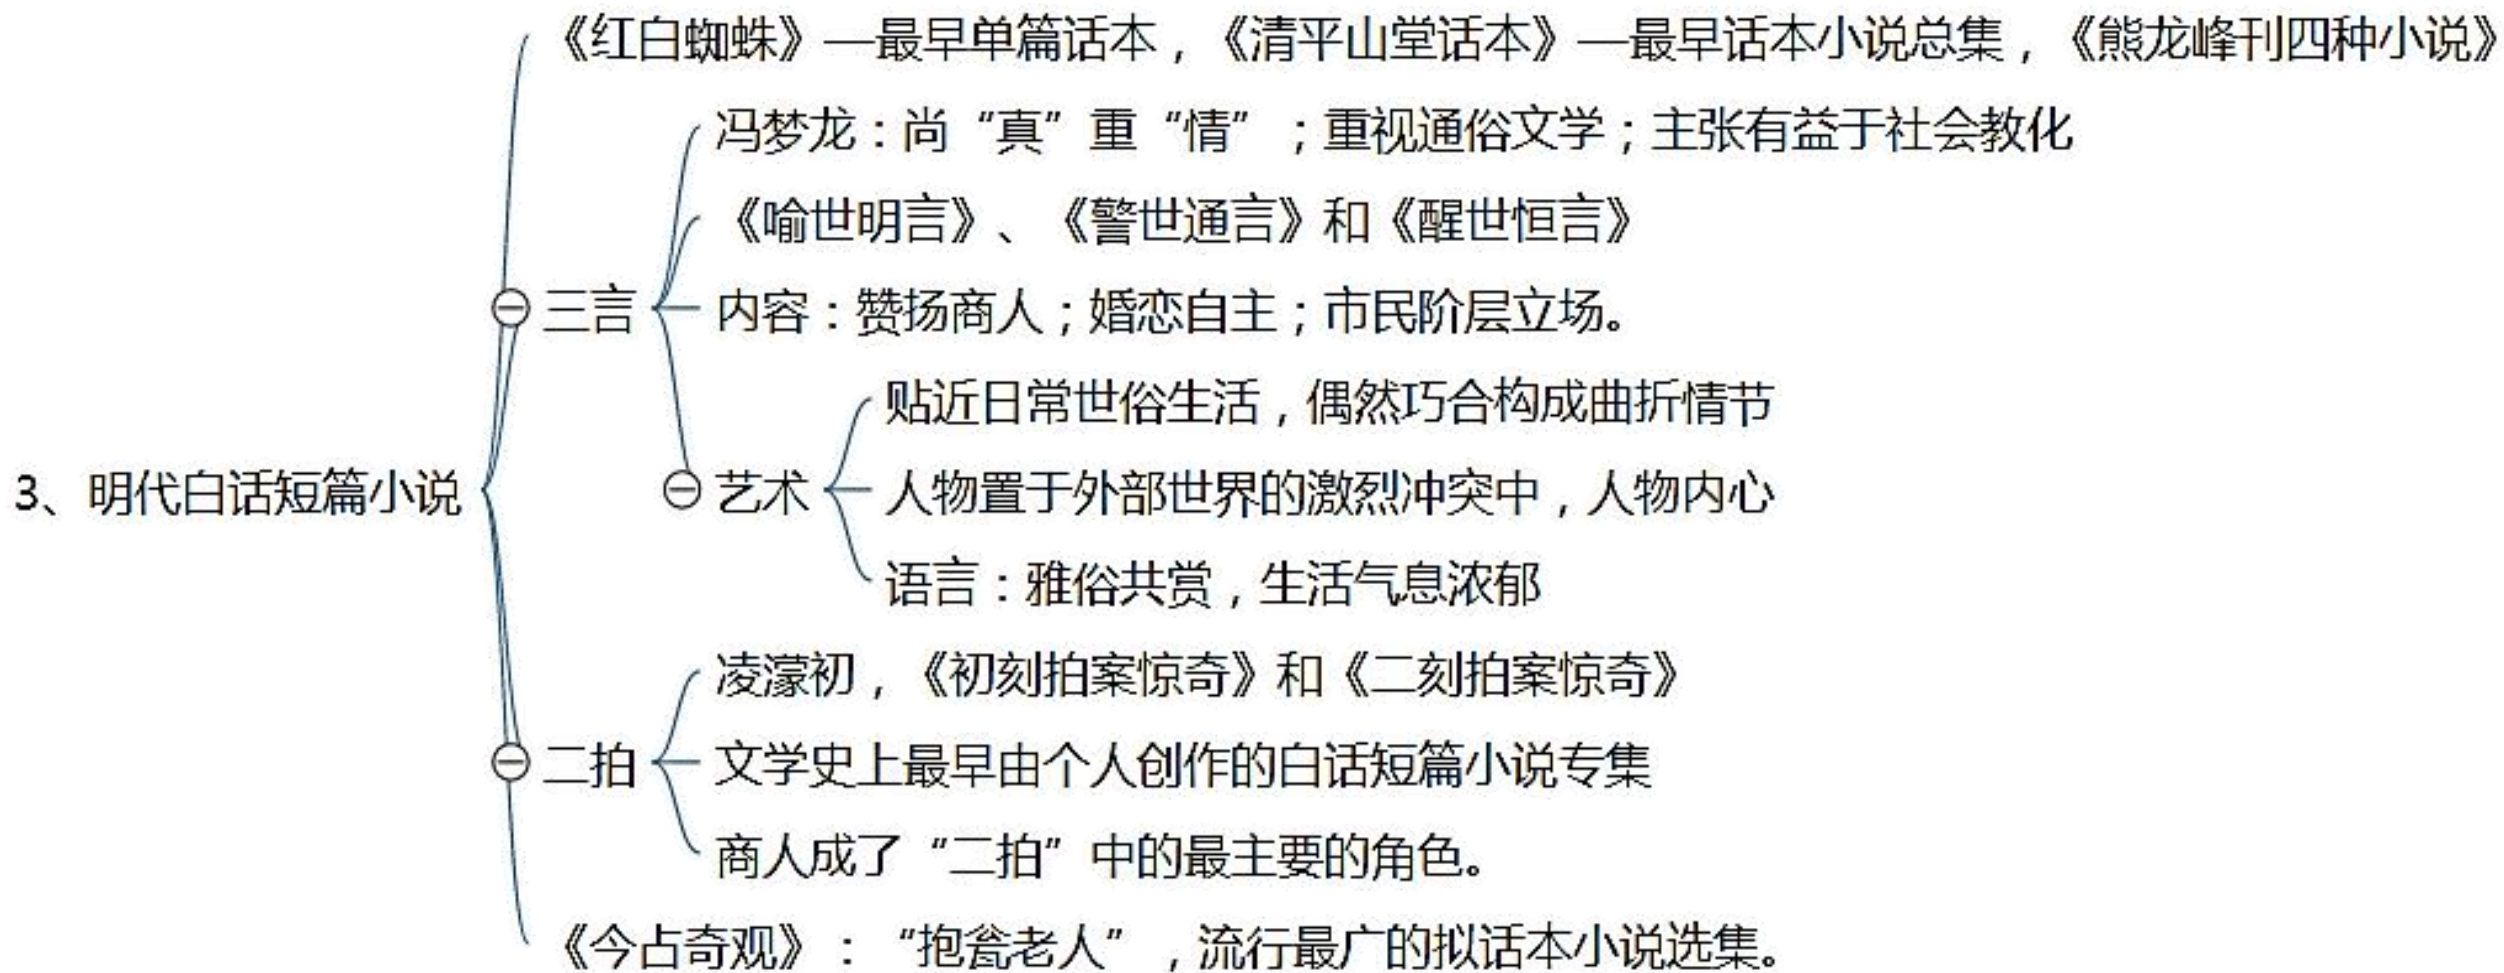 《红白蜘蛛》—最早单篇话本，《清平山堂话本》—最早话本小说总集，《熊龙峰刊四种小说》
冯梦龙：尚“真”重“情”；重视通俗文学；主张有益于社会教化
《喻世明言》、《警世通言》和《醒世恒言》
三言
内容：赞扬商人；婚恋自主；市民阶层立场。
贴近日常世俗生活，偶然巧合构成曲折情节
3、明代白话短篇小说
艺术
人物置于外部世界的激烈冲突中，人物内心
语言：雅俗共赏，生活气息浓郁
凌濛初，《初刻拍案惊奇》和《二刻拍案惊奇》
二拍
文学史上最早由个人创作的白话短篇小说专集
商人成了“二拍”中的最主要的角色。
《今占奇观》：“抱瓮老人”，流行最广的拟话本小说选集。